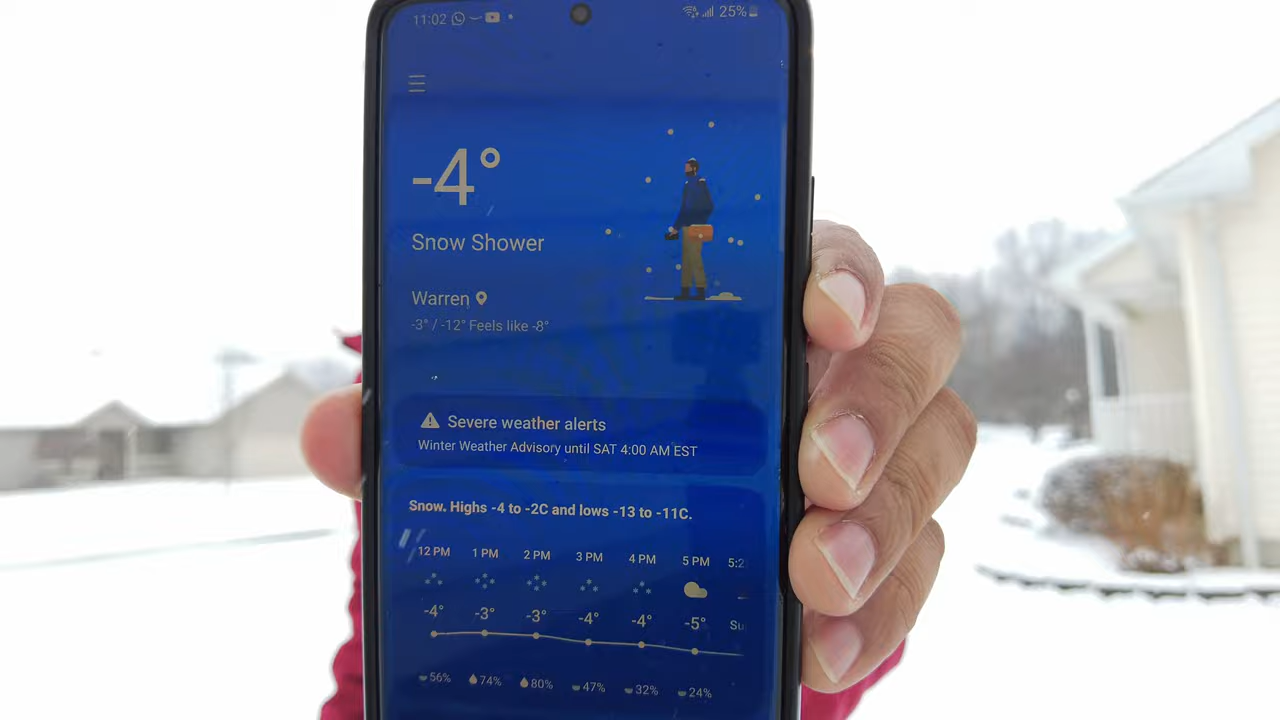 11:02 25%
-4°
Snow Shower
Warren
-3° / -12° Feels like -8°
Severe weather alerts
Winter Weather Advisory until SAT 4:00 AM EST
Snow. Highs -4 to -2C and lows -13 to -11C.
12 PM 1 PM 2 PM 3 PM 4 PM 5 PM 5:2
-4° -3° -3° -4° -4° -5° Su
56% 74% 80% 47% 32% 24%